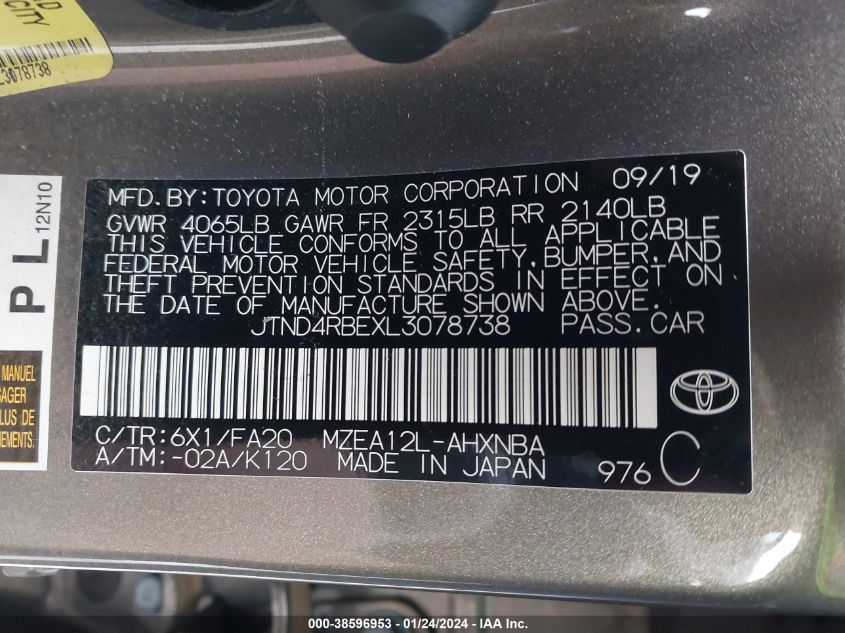 CITY
L3078738
P L
12N10
MANUEL
LUS DE
MFD. BY: TOYOTA MOTOR CORPORATION 09/19
GVWR 4065LB GAWR FR 2315LB RR 2140LB
THIS VEHICLE CONFORMS TO ALL APPLICABLE
FEDERAL MOTOR VEHICLE SAFETY, BUMPER, AND
THEFT PREVENTION STANDARDS IN EFFECT ON
THE DATE OF MANUFACTURE SHOWN ABOVE.
JTND4RBEXL3078738 PASS. CAR
C/TR: 6X1/FA20 MZEA12L-AHXNBA
A/TM: -02A/K120 MADE IN JAPAN 976 C
000-38596953 - 01/24/2024 - IAA Inc.